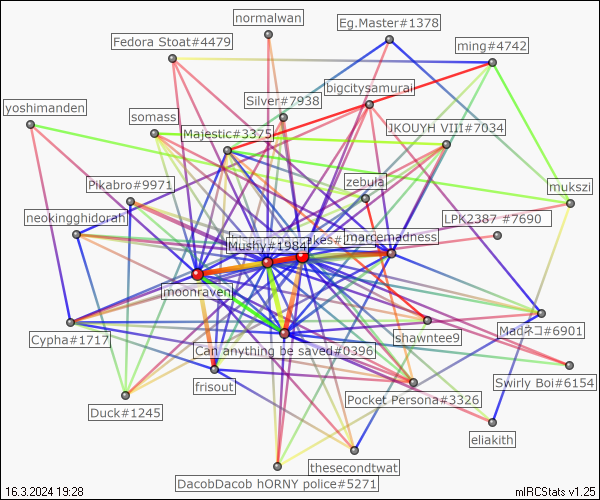 normalwan
Eg.Master#1378
Fedora Stoat#4479
ming#4742
bigcitysamurai
yoshimanden
Silver#7938
somass
JKOUYH VIII#7034
Majestic#3375
zebula
Pikabro#9971
mukszi
neokingghidorah
LPK2387 #7690
marcemadness
Mushy#1984
moonraven
Cypha#1717
shawntee9
Madネコ#6901
Can anything be saved#0396
frisout
Swirly Boi#6154
Pocket Persona#3326
Duck#1245
eliakith
thesecondtwat
DacobDacob hORNY police#5271
16.3.2024 19:28
mIRCStats v1.25